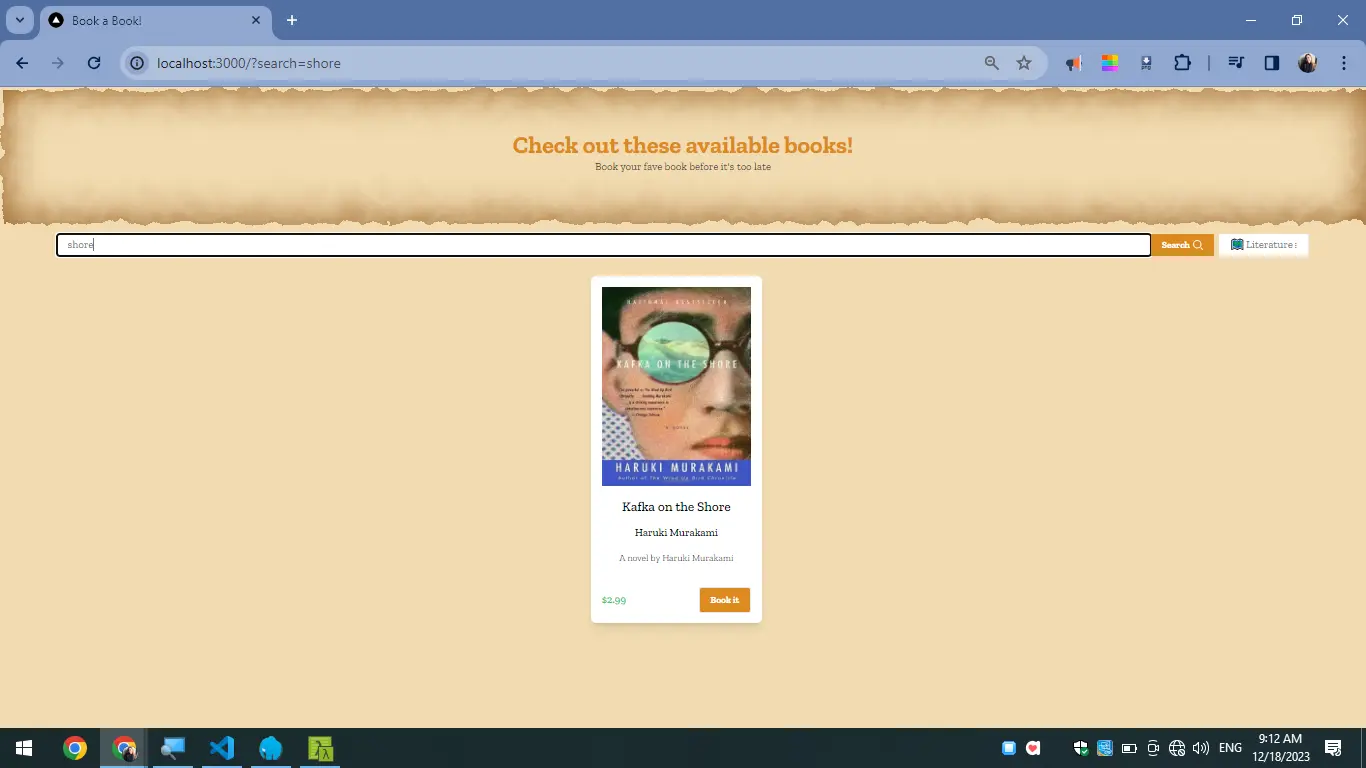 Book a Book!
localhost:3000/?search=shore
Check out these available books!
Book your fave book before it's too late
shore
Search
Literature
NATIONAL BESTSELLER
KAFKA ON THE SHORE
HARUKI MURAKAMI
Author of The Wind-Up Bird Chronicle
Kafka on the Shore
Haruki Murakami
A novel by Haruki Murakami
$2.99
Book it
ENG
9:12 AM
12/18/2023